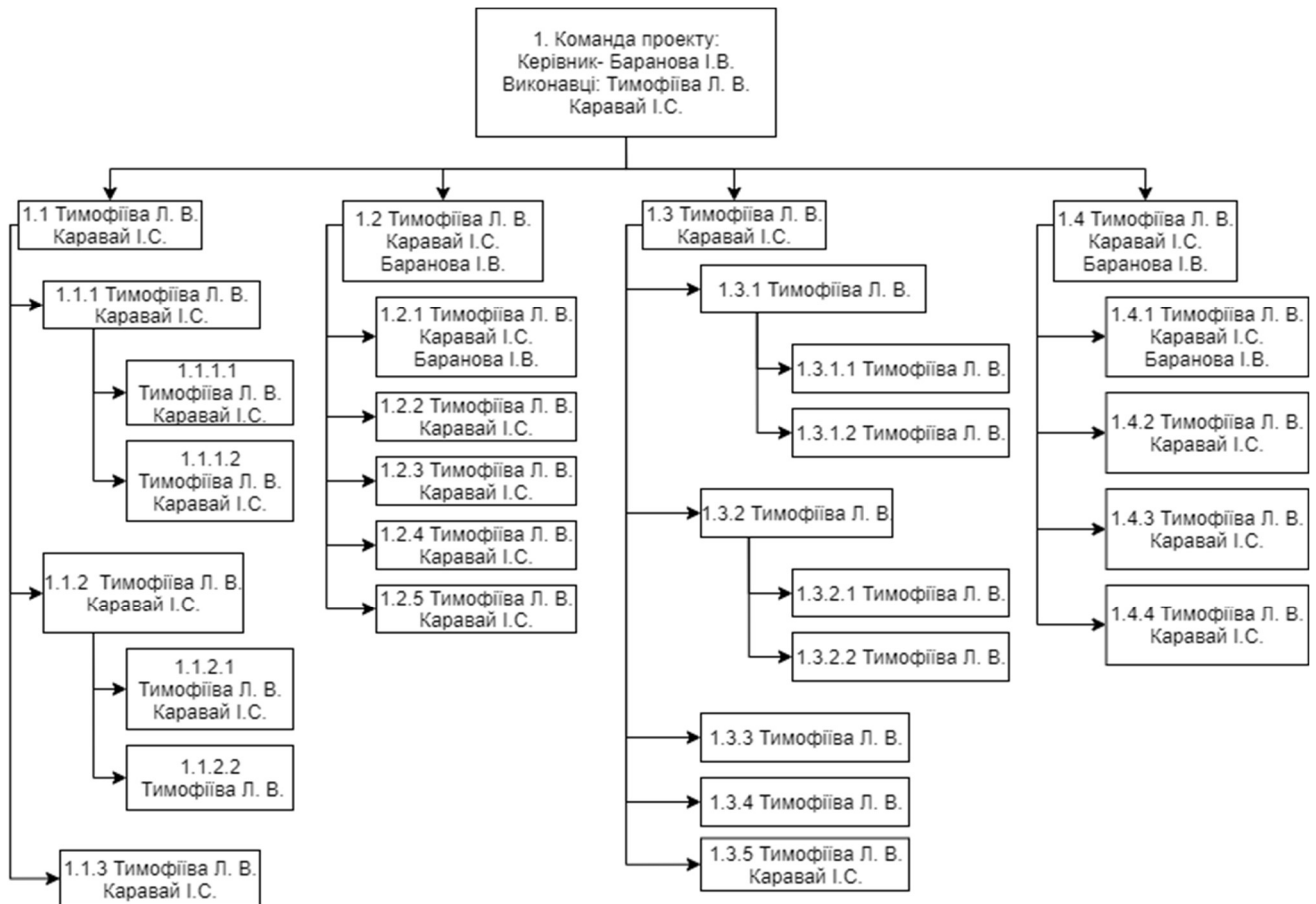 1. Команда проекту:
Керівник- Баранова І.В.
Виконавці: Тимофіїва Л. В.
Каравай І.С.
1.1 Тимофіїва Л. В.
Каравай І.С.
1.1.1 Тимофіїва Л. В.
Каравай І.С.
1.1.1.1
Тимофіїва Л. В.
Каравай І.С.
1.1.1.2
Тимофіїва Л. В.
Каравай І.С.
1.1.2 Тимофіїва Л. В.
Каравай І.С.
1.1.2.1
Тимофіїва Л. В.
Каравай І.С.
1.1.2.2
Тимофіїва Л. В.
1.1.3 Тимофіїва Л. В.
Каравай І.С.
1.2 Тимофіїва Л. В.
Каравай І.С.
Баранова І.В.
1.2.1 Тимофіїва Л. В.
Каравай І.С.
Баранова І.В.
1.2.2 Тимофіїва Л. В.
Каравай І.С.
1.2.3 Тимофіїва Л. В.
Каравай І.С.
1.2.4 Тимофіїва Л. В.
Каравай І.С.
1.2.5 Тимофіїва Л. В.
Каравай І.С.
1.3 Тимофіїва Л. В.
Каравай І.С.
1.3.1 Тимофіїва Л. В.
1.3.1.1 Тимофіїва Л. В.
1.3.1.2 Тимофіїва Л. В.
1.3.2 Тимофіїва Л. В.
1.3.2.1 Тимофіїва Л. В.
1.3.2.2 Тимофіїва Л. В.
1.3.3 Тимофіїва Л. В.
1.3.4 Тимофіїва Л. В.
1.3.5 Тимофіїва Л. В.
Каравай І.С.
1.4 Тимофіїва Л. В.
Каравай І.С.
Баранова І.В.
1.4.1 Тимофіїва Л. В.
Каравай І.С.
Баранова І.В.
1.4.2 Тимофіїва Л. В.
Каравай І.С.
1.4.3 Тимофіїва Л. В.
Каравай І.С.
1.4.4 Тимофіїва Л. В.
Каравай І.С.